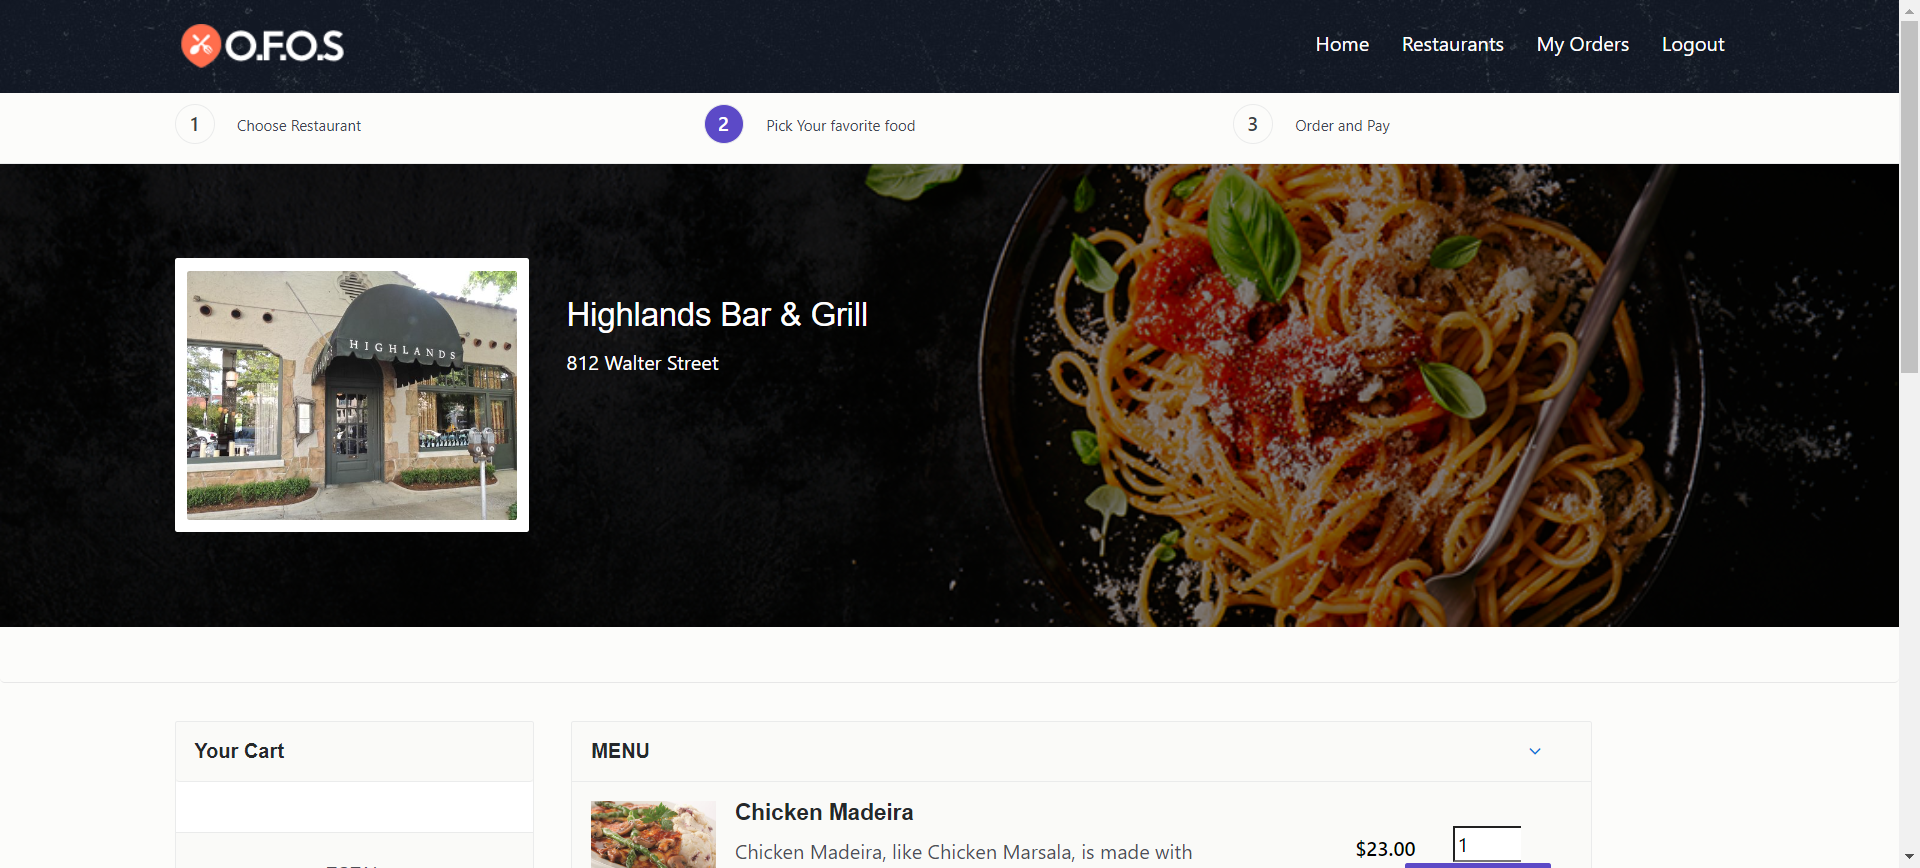 O.F.O.S
Home
Restaurants
My Orders
Logout
1
Choose Restaurant
2
Pick Your favorite food
3
Order and Pay
HIGHLANDS
Highlands Bar & Grill
812 Walter Street
Your Cart
MENU
Chicken Madeira
Chicken Madeira, like Chicken Marsala, is made with
$23.00
1